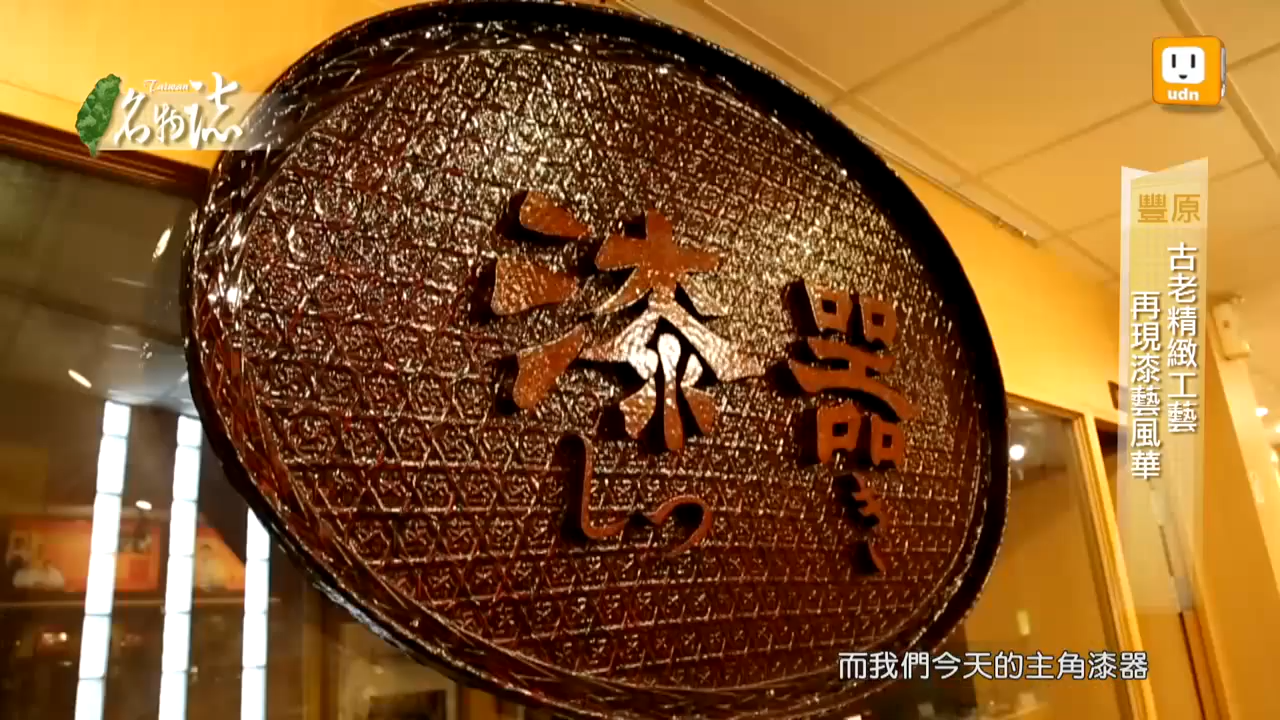 Taiwan
名物誌
udn
豐原
古老精緻工藝
再現漆藝風華
漆器
しつき
而我們今天的主角漆器